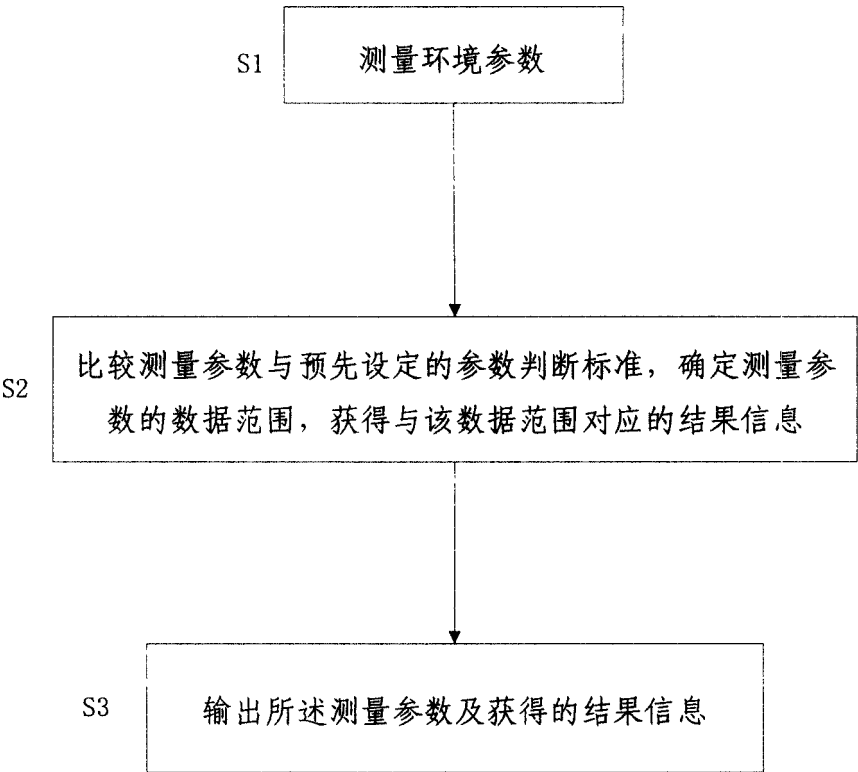 S1
测量环境参数
S2
比较测量参数与预先设定的参数判断标准，确定测量参
数的数据范围，获得与该数据范围对应的结果信息
S3
输出所述测量参数及获得的结果信息